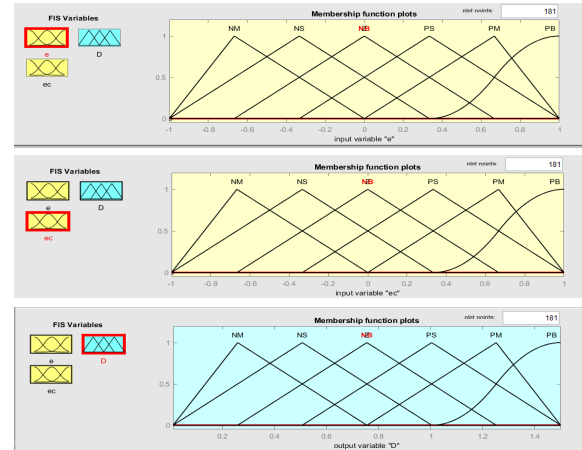 FIS Variables
e
D
ec
Membership function plots
plot points:
181
NM NS NB PS PM PB
1
0.5
0
-1 -0.8 -0.6 -0.4 -0.2 0 0.2 0.4 0.6 0.8 1
input variable "e"
FIS Variables
e
D
ec
Membership function plots
plot points:
181
NM NS NB PS PM PB
1
0.5
0
-1 -0.8 -0.6 -0.4 -0.2 0 0.2 0.4 0.6 0.8 1
input variable "ec"
FIS Variables
e
D
ec
Membership function plots
plot points:
181
NM NS NB PS PM PB
1
0.5
0
0.2 0.4 0.6 0.8 1 1.2 1.4
output variable "D"